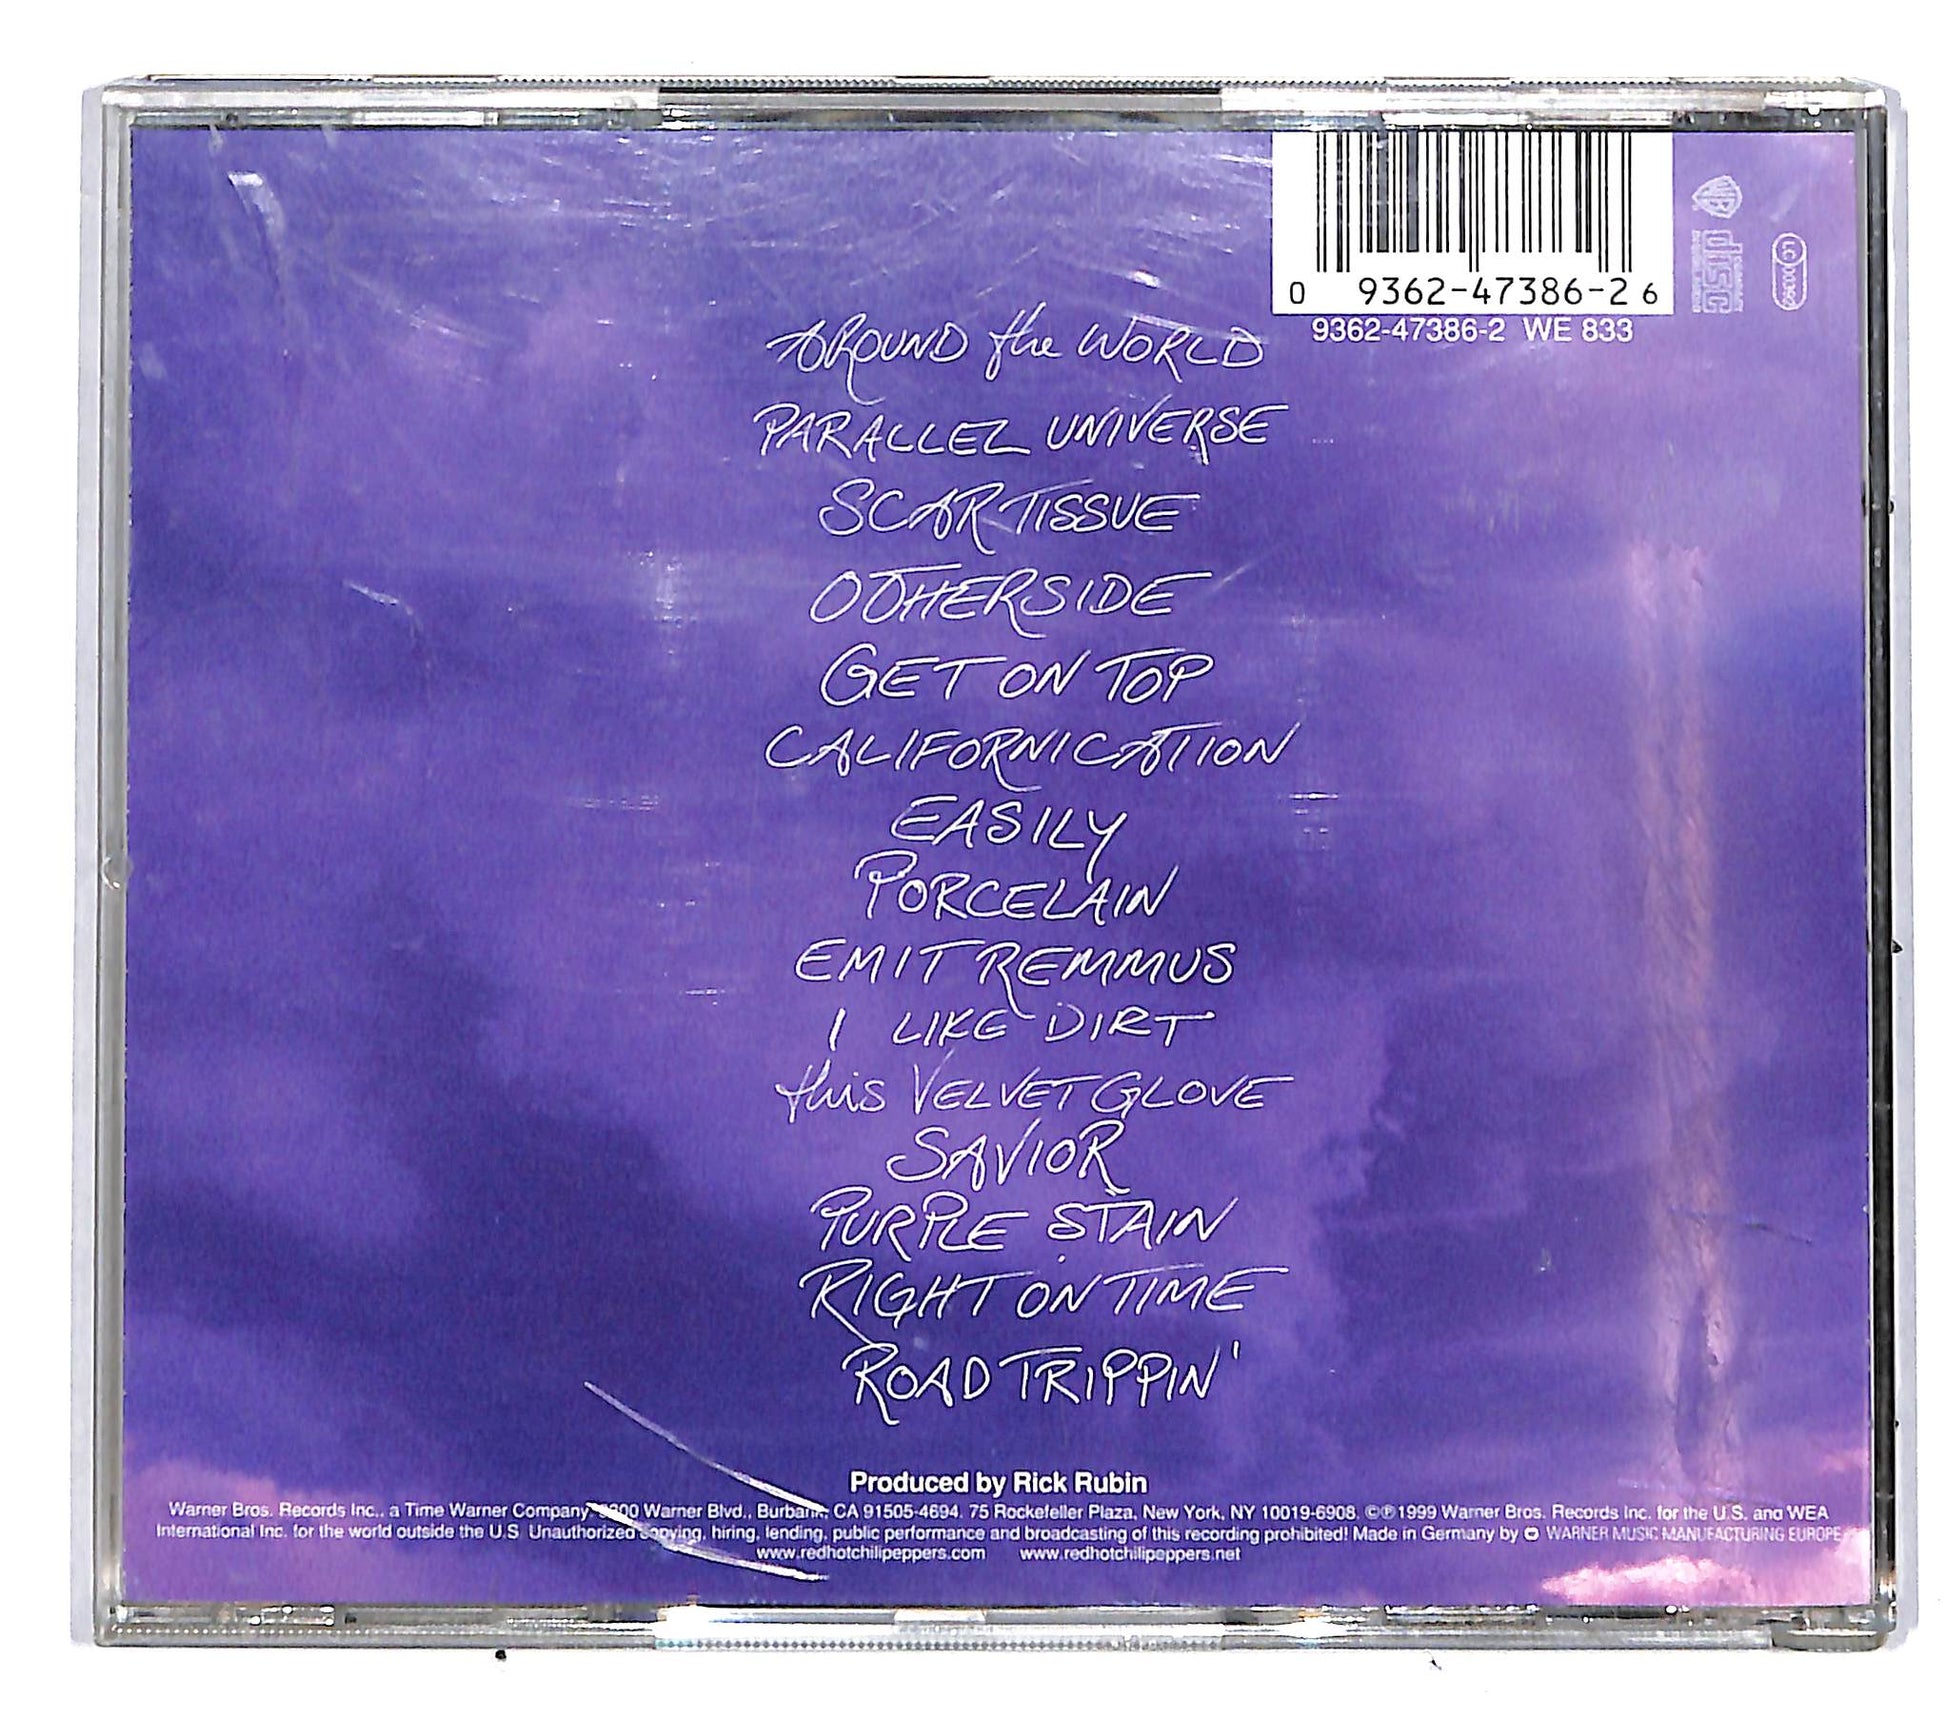 0 9362-47386-2 6
9362-47386-2 WE 833
disc
LC 00392
AROUND the WORLD
PARALLEL UNIVERSE
SCAR TISSUE
OTHERSIDE
GET ON TOP
CALIFORNICATION
EASILY
PORCELAIN
EMIT REMMUS
I LIKE DIRT
this VELVET GLOVE
SAVIOR
PURPLE STAIN
RIGHT ON TIME
ROAD TRIPPIN'
Produced by Rick Rubin
Warner Bros. Records Inc., a Time Warner Company, Warner Blvd., Burbank, CA 91505-4694. 75 Rockefeller Plaza, New York, NY 10019-6908. ©℗ 1999 Warner Bros. Records Inc. for the U.S. and WEA
International Inc. for the world outside the U.S. Unauthorized copying, hiring, lending, public performance and broadcasting of this recording prohibited! Made in Germany by WARNER MUSIC MANUFACTURING EUROPE
www.redhotchilipeppers.com www.redhotchilipeppers.net